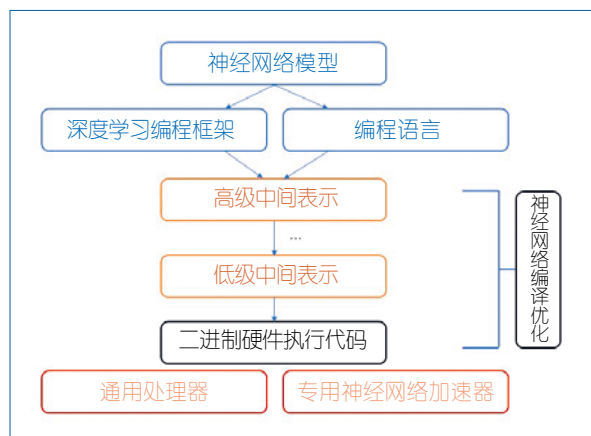 神经网络模型
深度学习编程框架
编程语言
高级中间表示
...
低级中间表示
二进制硬件执行代码
神经网络编译优化
通用处理器
专用神经网络加速器